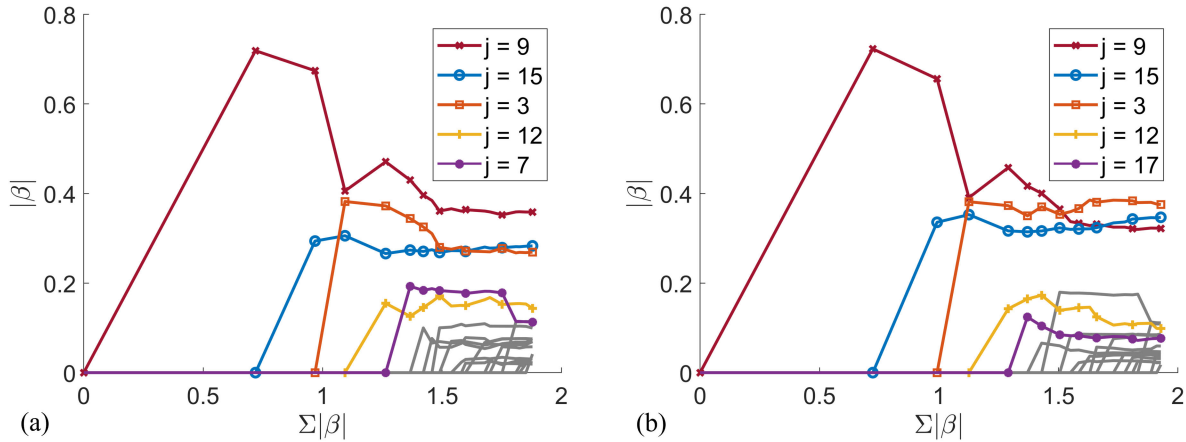 0.8
0.6
0.4
0.2
0
|β|
j = 9
j = 15
j = 3
j = 12
j = 7
0 0.5 1 1.5 2
(a) Σ|β|
0.8
0.6
0.4
0.2
0
|β|
j = 9
j = 15
j = 3
j = 12
j = 17
0 0.5 1 1.5 2
(b) Σ|β|